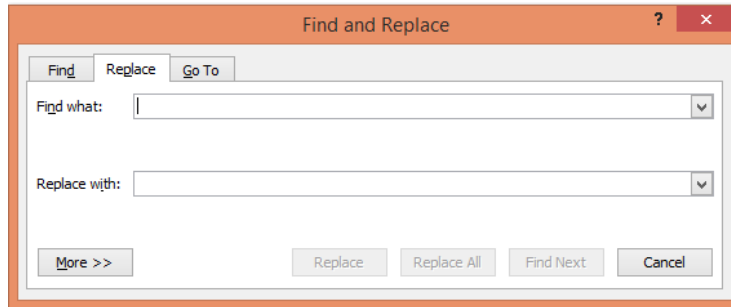 Find and Replace ? ×
Find Replace Go To
Find what:
Replace with:
More >> Replace Replace All Find Next Cancel